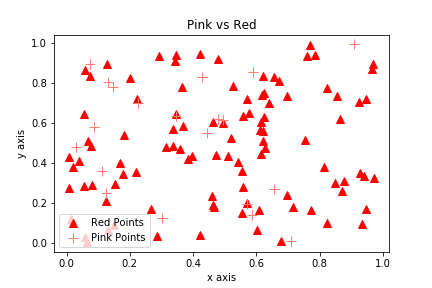 Pink vs Red
1.0
0.8
0.6
0.4
0.2
0.0
y axis
Red Points
Pink Points
0.0 0.2 0.4 0.6 0.8 1.0
x axis